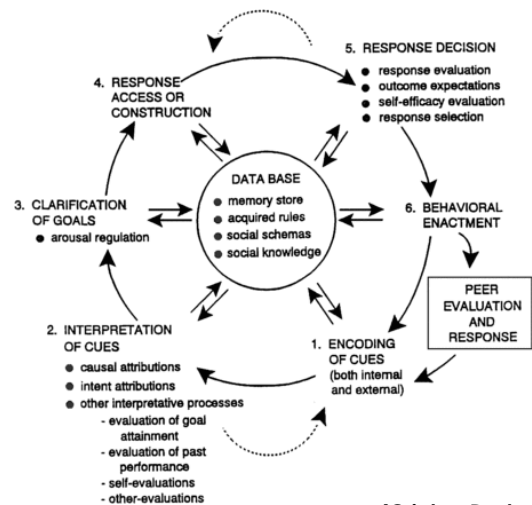 5. RESPONSE DECISION
● response evaluation
● outcome expectations
● self-efficacy evaluation
● response selection
4. RESPONSE
ACCESS OR
CONSTRUCTION
DATA BASE
● memory store
● acquired rules
● social schemas
● social knowledge
3. CLARIFICATION
OF GOALS
● arousal regulation
6. BEHAVIORAL
ENACTMENT
PEER
EVALUATION
AND
RESPONSE
2. INTERPRETATION
OF CUES
● causal attributions
● intent attributions
● other interpretative processes
- evaluation of goal
attainment
- evaluation of past
performance
- self-evaluations
- other-evaluations
1. ENCODING
OF CUES
(both internal
and external)